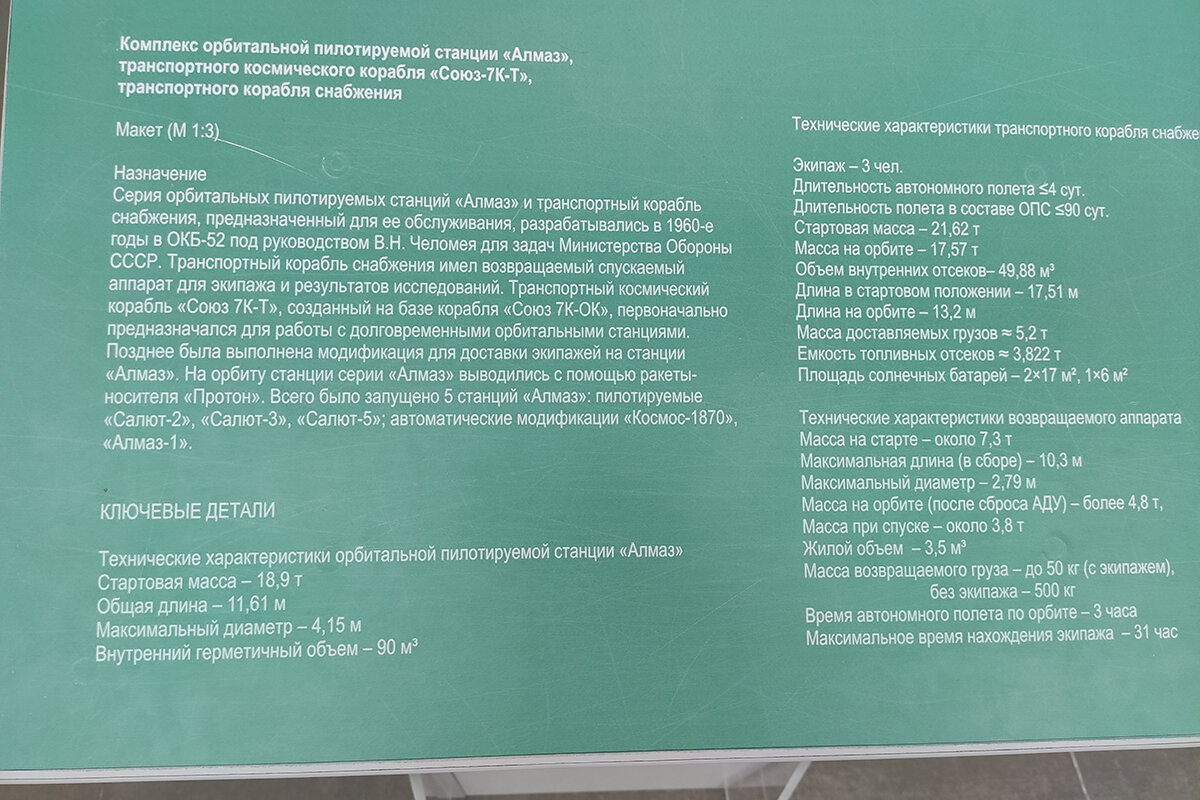 Комплекс орбитальной пилотируемой станции «Алмаз»,
транспортного космического корабля «Союз-7К-Т»,
транспортного корабля снабжения
Макет (М 1:3)
Назначение
Серия орбитальных пилотируемых станций «Алмаз» и транспортный корабль
снабжения, предназначенный для ее обслуживания, разрабатывались в 1960-е
годы в ОКБ-52 под руководством В.Н. Челомея для задач Министерства Обороны
СССР. Транспортный корабль снабжения имел возвращаемый спускаемый
аппарат для экипажа и результатов исследований. Транспортный космический
корабль «Союз 7К-Т», созданный на базе корабля «Союз 7К-ОК», первоначально
предназначался для работы с долговременными орбитальными станциями.
Позднее была выполнена модификация для доставки экипажей на станции
«Алмаз». На орбиту станции серии «Алмаз» выводились с помощью ракеты-
носителя «Протон». Всего было запущено 5 станций «Алмаз»: пилотируемые
«Салют-2», «Салют-3», «Салют-5»; автоматические модификации «Космос-1870»,
«Алмаз-1».
КЛЮЧЕВЫЕ ДЕТАЛИ
Технические характеристики орбитальной пилотируемой станции «Алмаз»
Стартовая масса – 18,9 т
Общая длина – 11,61 м
Максимальный диаметр – 4,15 м
Внутренний герметичный объем – 90 м³
Технические характеристики транспортного корабля
Экипаж – 3 чел.
Длительность автономного полета ≤4 сут.
Длительность полета в составе ОПС ≤90 сут.
Стартовая масса – 21,62 т
Масса на орбите – 17,57 т
Объем внутренних отсеков– 49,88 м³
Длина в стартовом положении – 17,51 м
Длина на орбите – 13,2 м
Масса доставляемых грузов ≈ 5,2 т
Емкость топливных отсеков ≈ 3,822 т
Площадь солнечных батарей – 2×17 м², 1×6 м²
Технические характеристики возвращаемого аппарата
Масса на старте – около 7,3 т
Максимальная длина (в сборе) – 10,3 м
Максимальный диаметр – 2,79 м
Масса на орбите (после сброса АДУ) – более 4,8 т,
Масса при спуске – около 3,8 т
Жилой объем – 3,5 м³
Масса возвращаемого груза – до 50 кг (с экипажем),
без экипажа – 500 кг
Время автономного полета по орбите – 3 часа
Максимальное время нахождения экипажа – 31 час